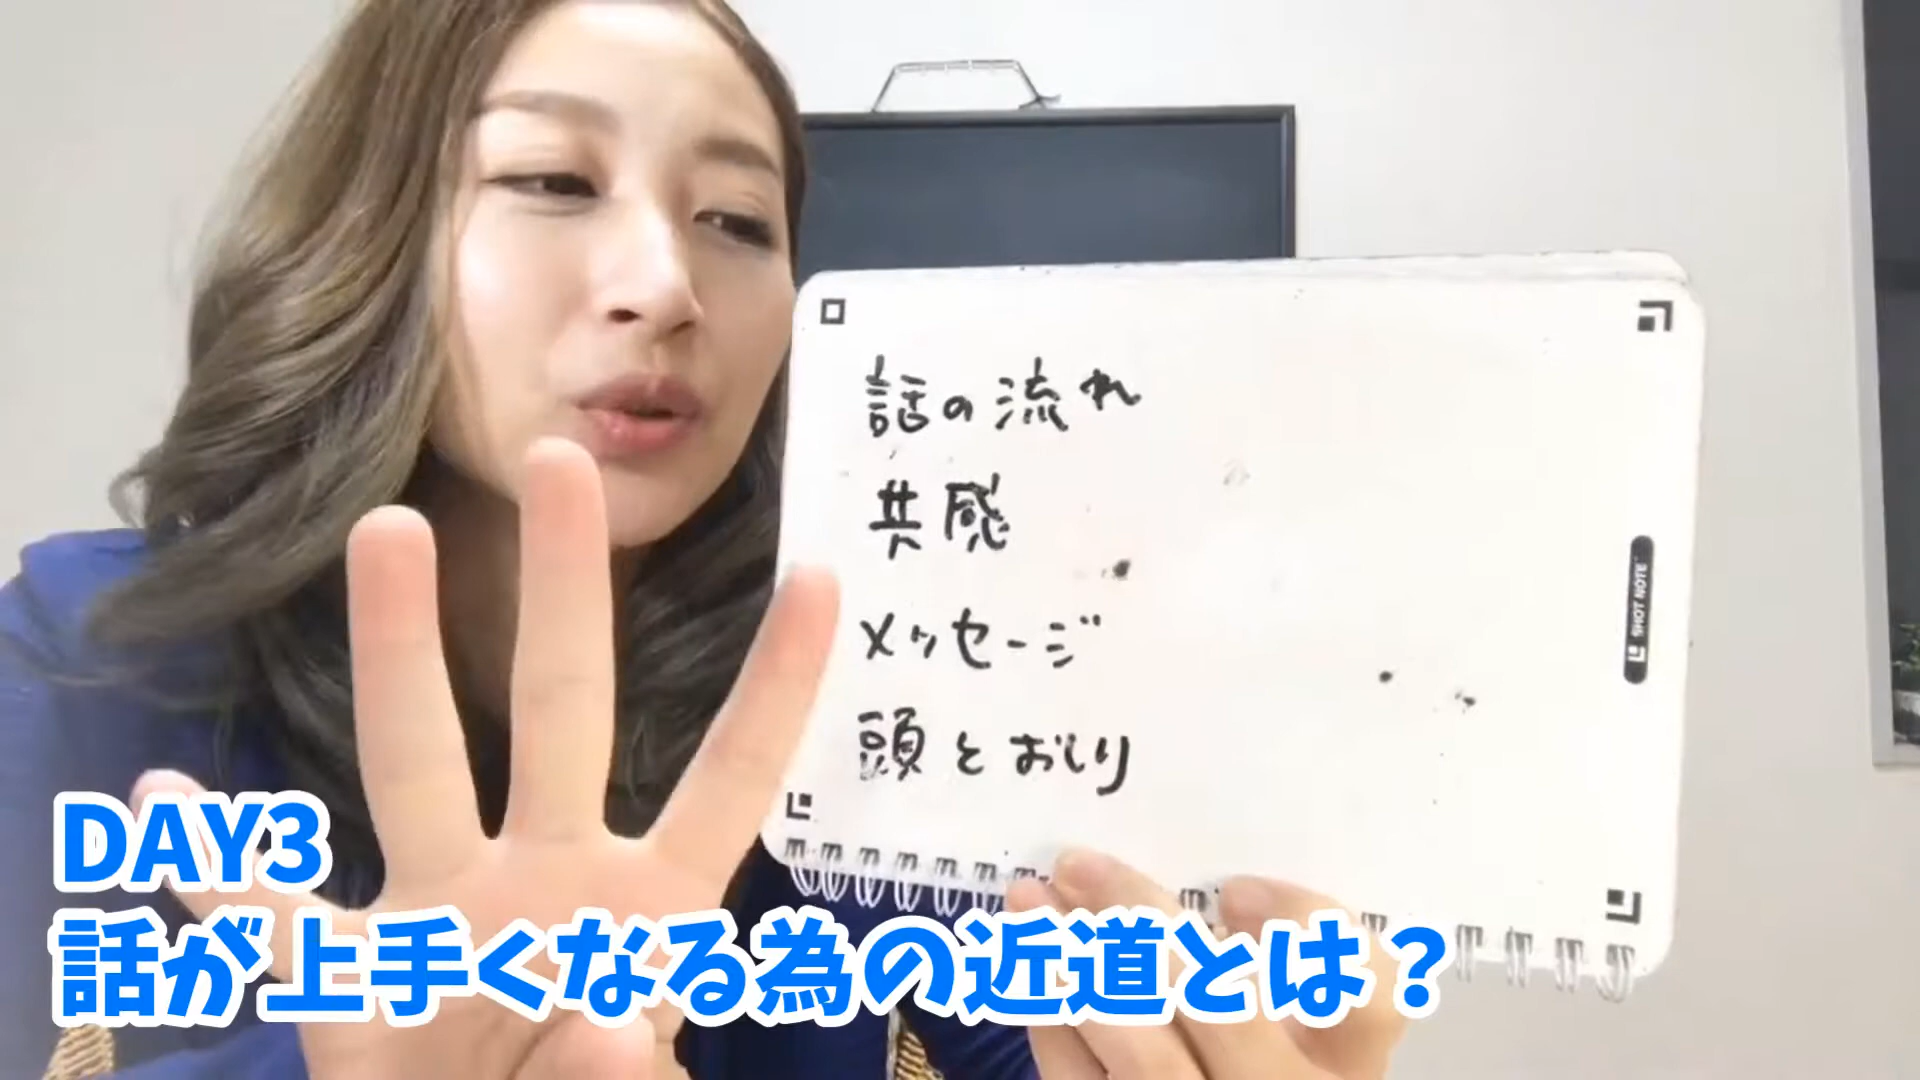 話の流れ
共感
メッセージ
頭とおしり
SHOT NOTE
DAY3
話が上手くなる為の近道とは？